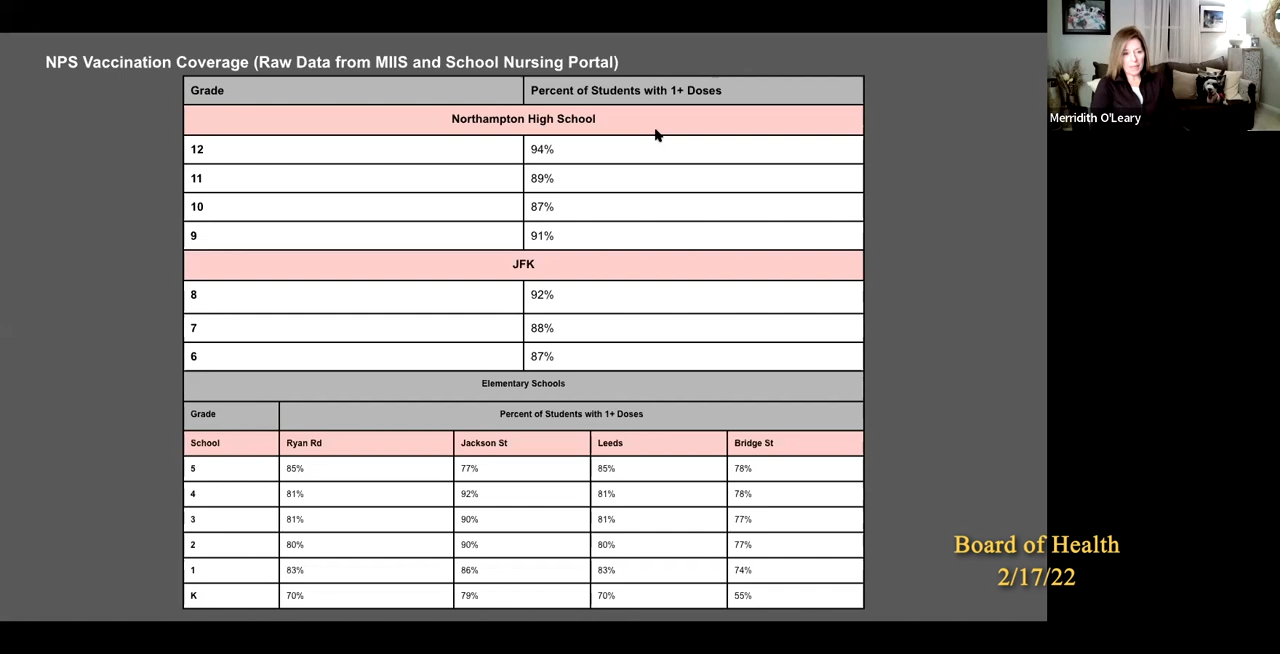 NPS Vaccination Coverage (Raw Data from MIIS and School Nursing Portal)
Grade Percent of Students with 1+ Doses
Northampton High School
12 94%
11 89%
10 87%
9 91%
JFK
8 92%
7 88%
6 87%
Elementary Schools
Grade Percent of Students with 1+ Doses
School Ryan Rd Jackson St Leeds Bridge St
5 85% 77% 85% 78%
4 81% 92% 81% 78%
3 81% 90% 81% 77%
2 80% 90% 80% 77%
1 83% 86% 83% 74%
K 70% 79% 70% 55%
Merridith O'Leary
Board of Health
2/17/22